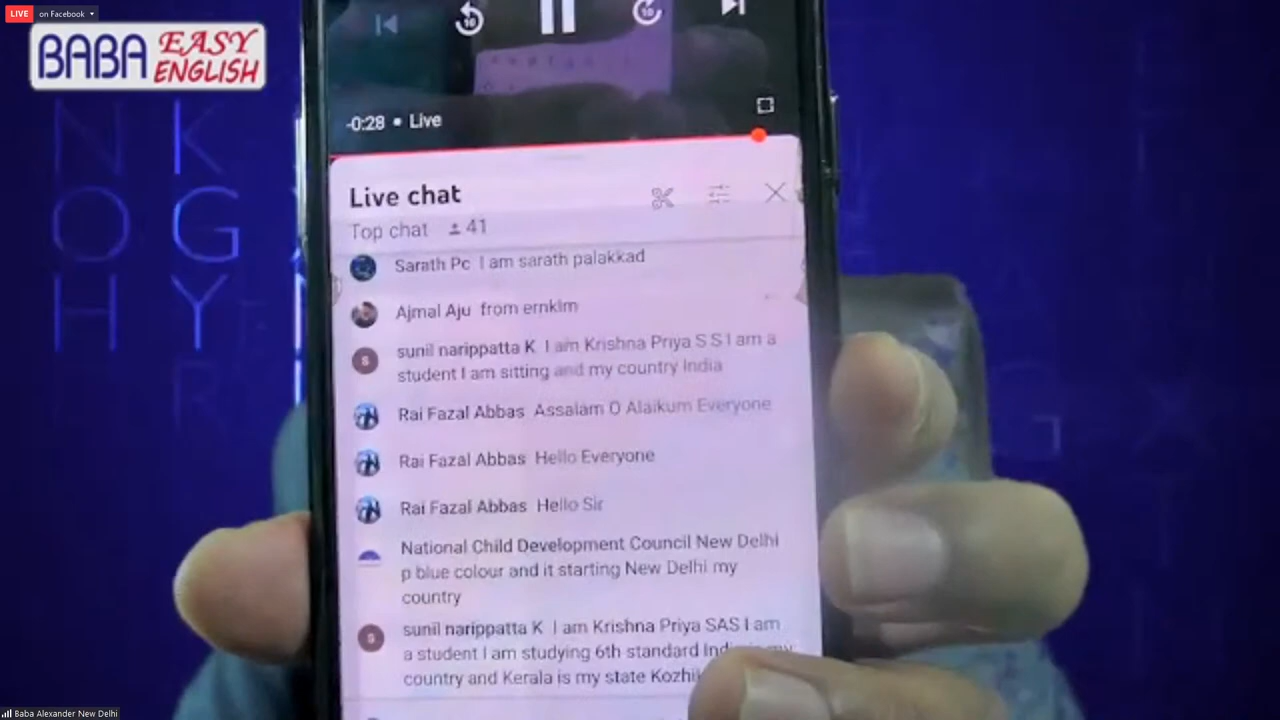 LIVE on Facebook
BABA EASY ENGLISH
10
10
-0:28 • Live
N K
O G
H Y
R
Live chat
Top chat 41
Sarath Pc I am sarath palakkad
Ajmal Aju from ernklm
S sunil narippatta K I am Krishna Priya S S I am a
student I am sitting and my country India
Rai Fazal Abbas Assalam O Alaikum Everyone
Rai Fazal Abbas Hello Everyone
Rai Fazal Abbas Hello Sir
National Child Development Council New Delhi
p blue colour and it starting New Delhi my
country
S sunil narippatta K I am Krishna Priya SAS I am
a student I am studying 6th standard my
country and Kerala is my state
Baba Alexander New Delhi